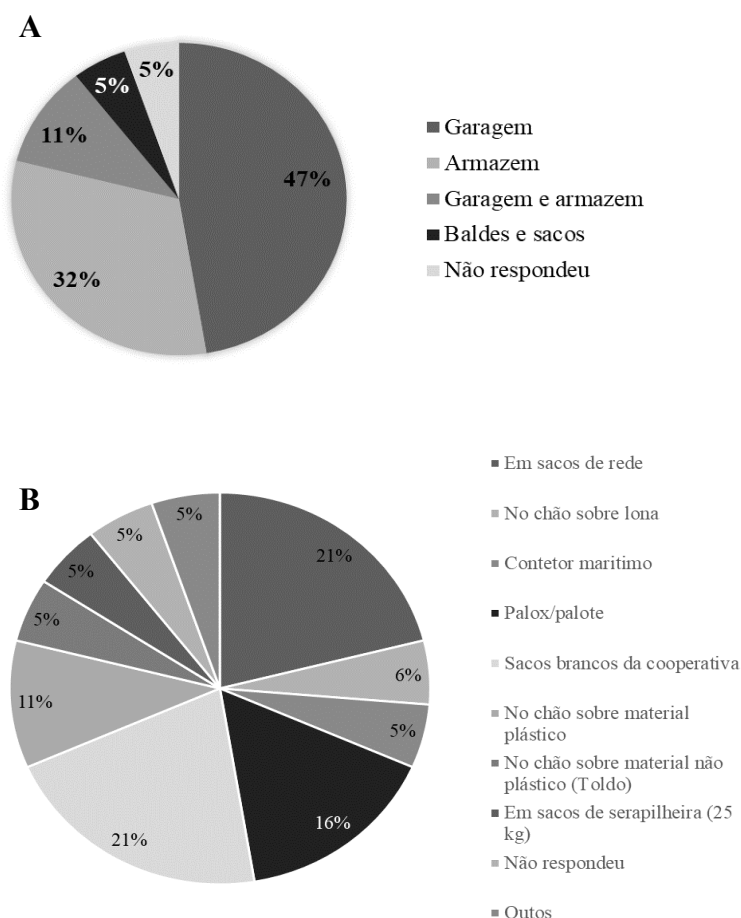 A
5%
5%
11%
47%
32%
Garagem
Armazem
Garagem e armazem
Baldes e sacos
Não respondeu
B
5%
5%
5%
5%
11%
21%
16%
5%
6%
21%
Em sacos de rede
No chão sobre lona
Contetor maritimo
Palox/palote
Sacos brancos da cooperativa
No chão sobre material
plástico
No chão sobre material não
plástico (Toldo)
Em sacos de serapilheira (25
kg)
Não respondeu
Outos